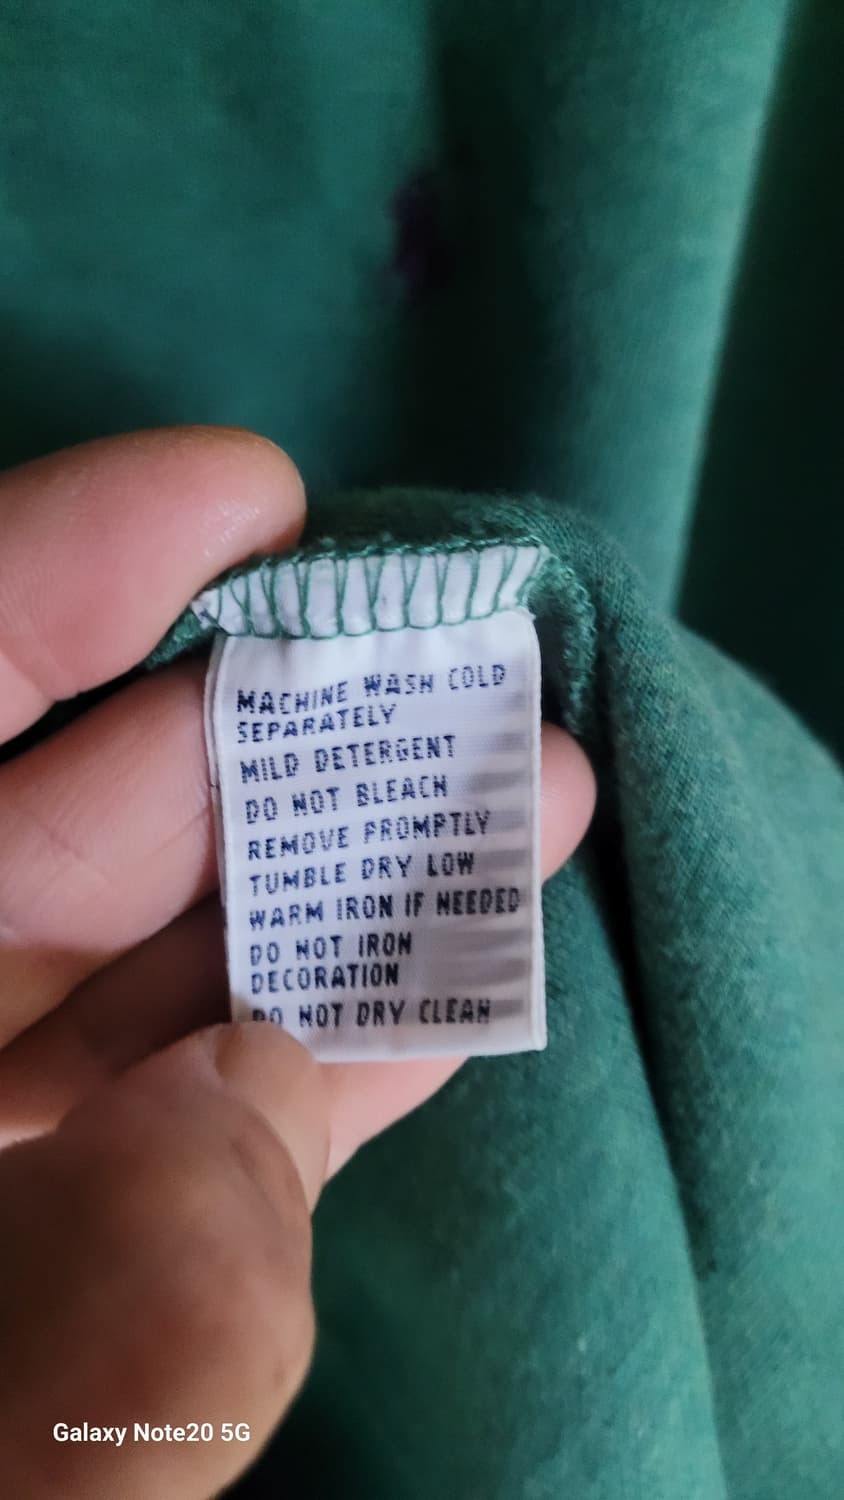 MACHINE WASH COLD
SEPARATELY
MILD DETERGENT
DO NOT BLEACH
REMOVE PROMPTLY
TUMBLE DRY LOW
WARM IRON IF NEEDED
DO NOT IRON
DECORATION
DO NOT DRY CLEAN
Galaxy Note20 5G